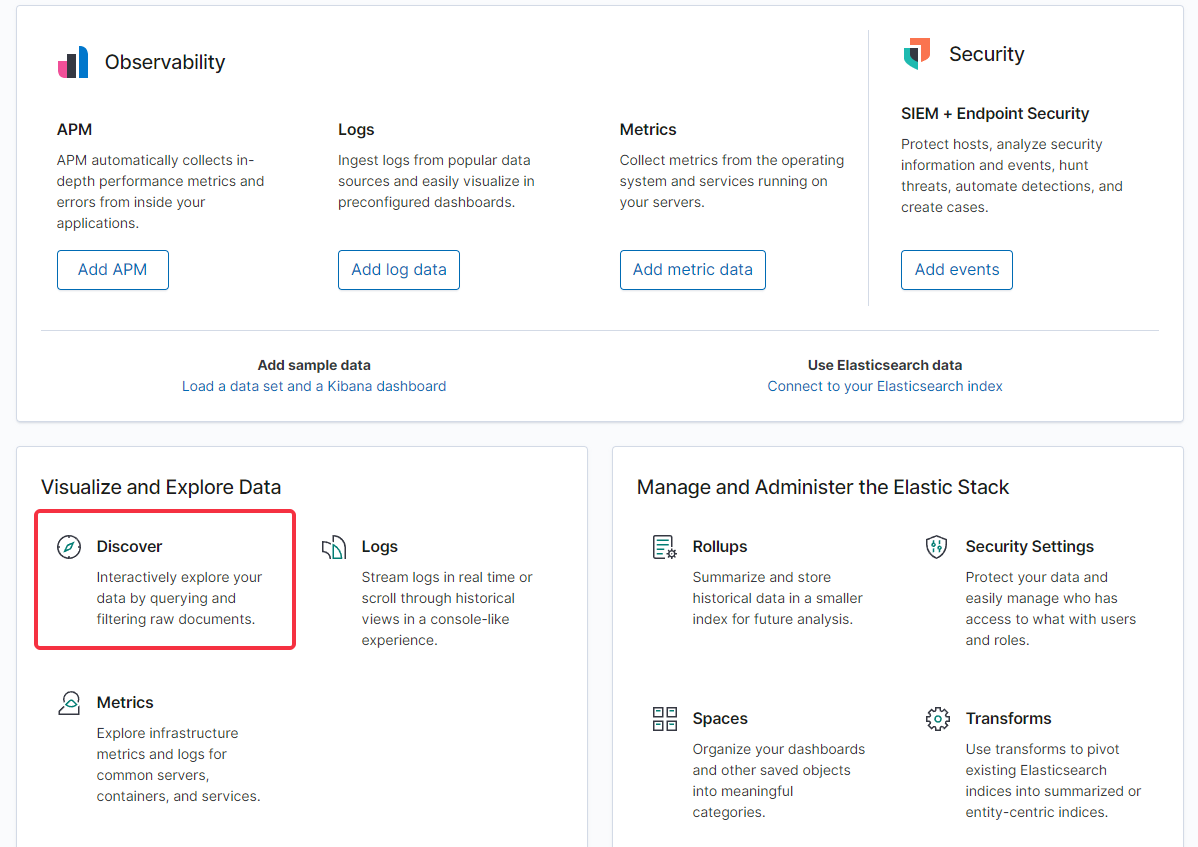 Observability
APM
APM automatically collects in-
depth performance metrics and
errors from inside your
applications.
Add APM
Logs
Ingest logs from popular data
sources and easily visualize in
preconfigured dashboards.
Add log data
Metrics
Collect metrics from the operating
system and services running on
your servers.
Add metric data
Security
SIEM + Endpoint Security
Protect hosts, analyze security
information and events, hunt
threats, automate detections, and
create cases.
Add events
Add sample data
Load a data set and a Kibana dashboard
Use Elasticsearch data
Connect to your Elasticsearch index
Visualize and Explore Data
Discover
Interactively explore your
data by querying and
filtering raw documents.
Logs
Stream logs in real time or
scroll through historical
views in a console-like
experience.
Metrics
Explore infrastructure
metrics and logs for
common servers,
containers, and services.
Manage and Administer the Elastic Stack
Rollups
Summarize and store
historical data in a smaller
index for future analysis.
Security Settings
Protect your data and
easily manage who has
access to what with users
and roles.
Spaces
Organize your dashboards
and other saved objects
into meaningful
categories.
Transforms
Use transforms to pivot
existing Elasticsearch
indices into summarized or
entity-centric indices.